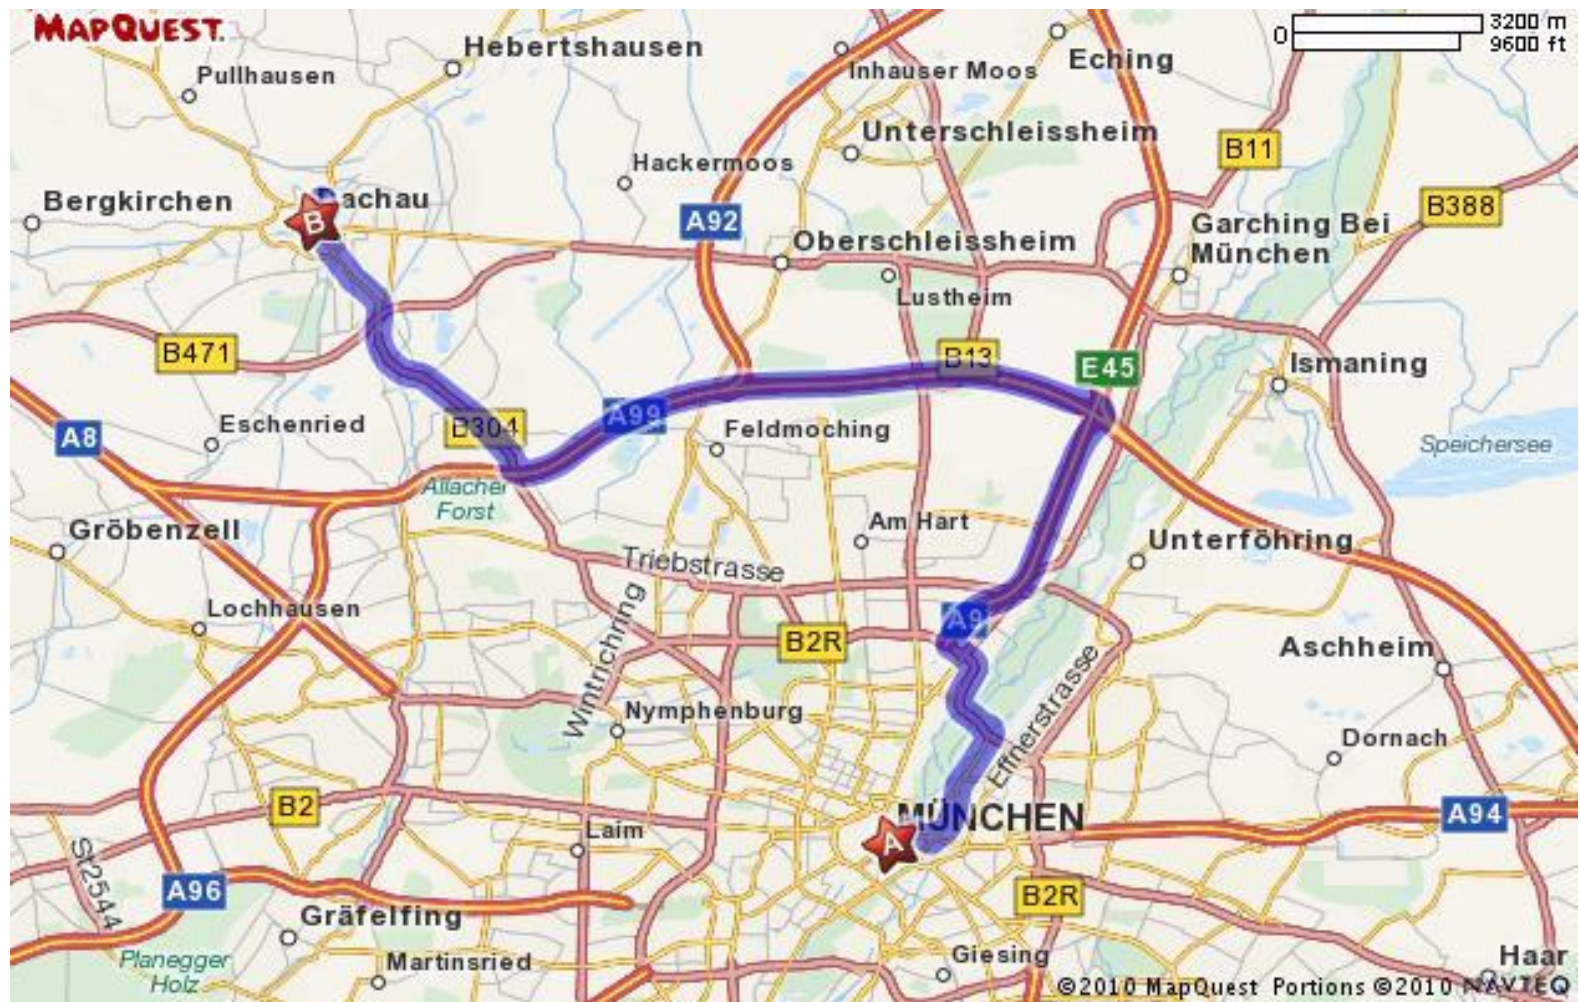 MAPQUEST.
0
3200 m
9600 ft
Hebertshausen
Pullhausen
Inhauser Moos
Eching
Unterschleissheim
B11
Hackermoos
Bergkirchen
B
achau
A92
B388
Garching Bei
München
Oberschleissheim
Lustheim
B471
B13
E45
Ismaning
A8
Eschenried
B304
A99
Feldmoching
Speichersee
Allacher
Forst
Gröbenzell
Am Hart
Unterföhring
Triebstrasse
Lochhausen
Wintrichring
B2R
A9
Aschheim
Effnerstrasse
Nymphenburg
Dornach
B2
MÜNCHEN
A
A94
Laim
St2544
A96
B2R
Gräfelfing
Planegger
Holz
Martinsried
Giesing
Haar
©2010 MapQuest Portions ©2010 NAVTEQ